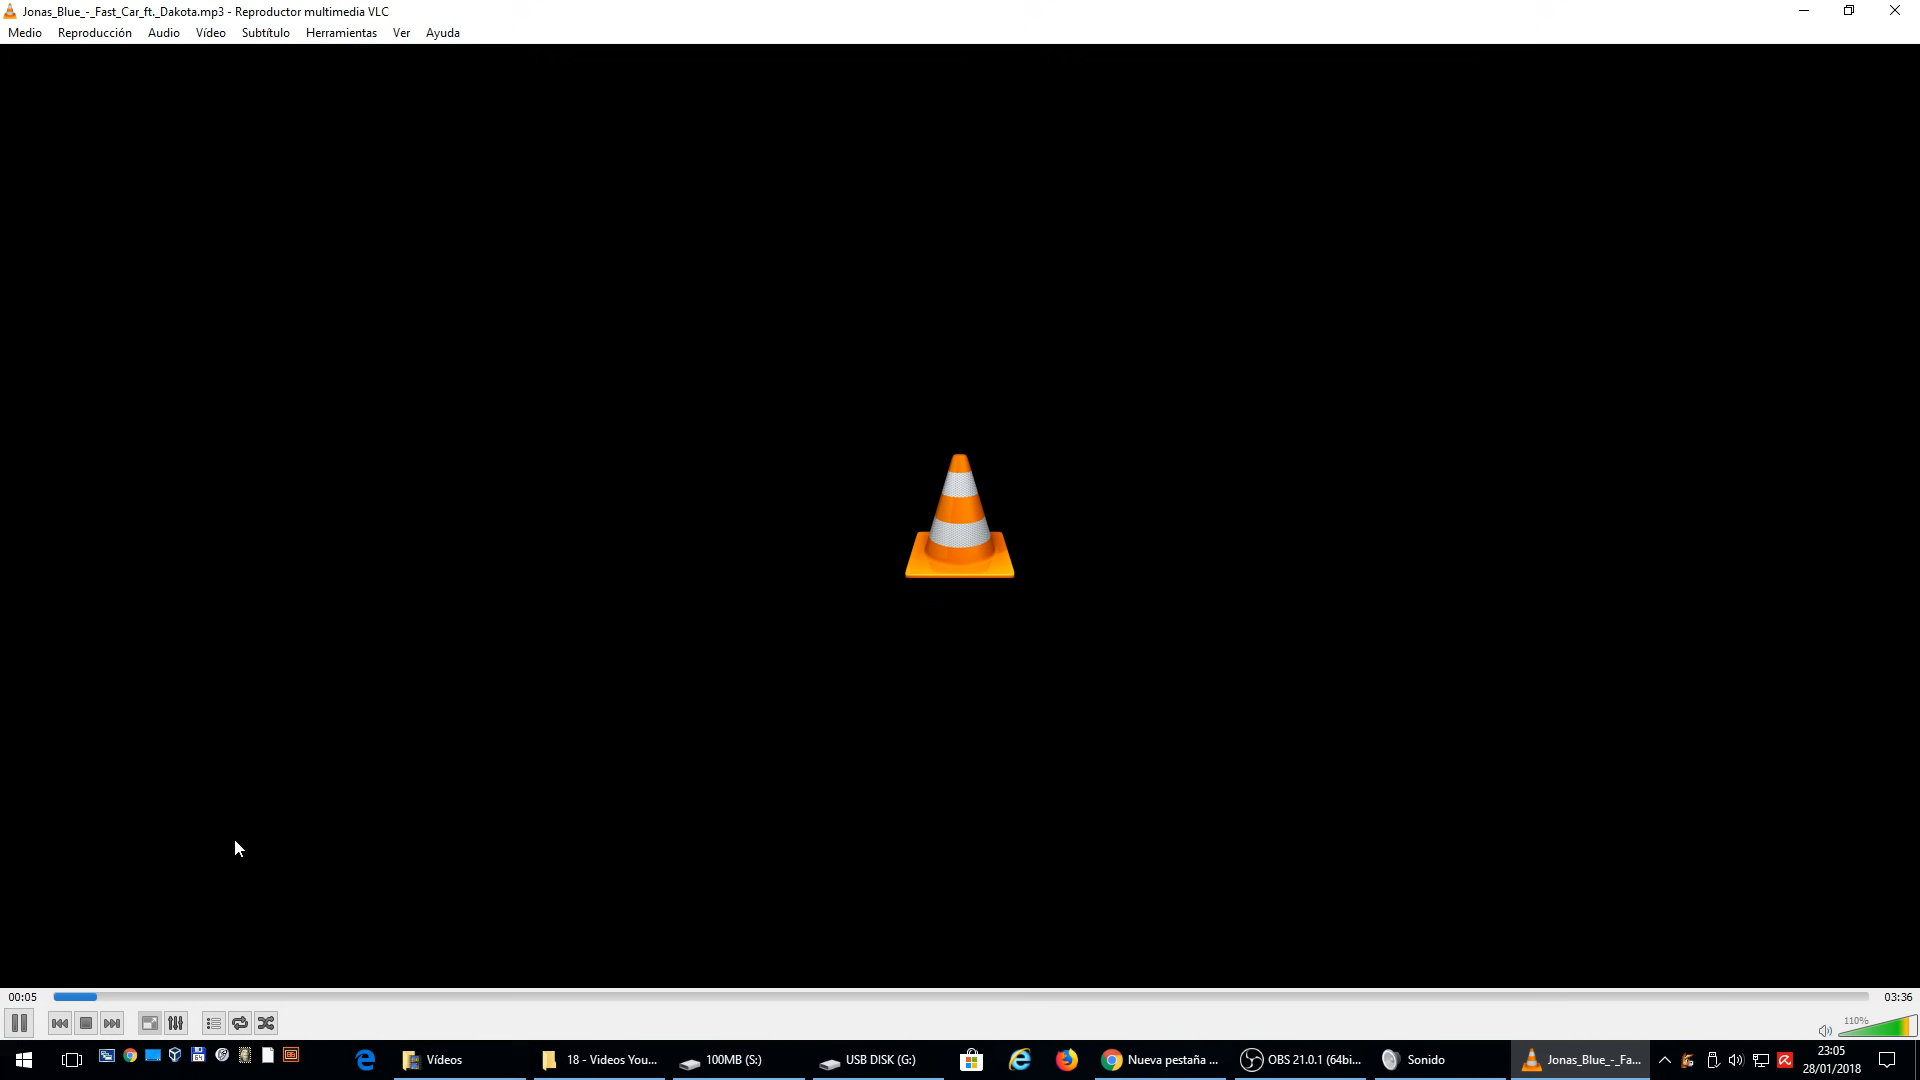 Jonas_Blue_-_Fast_Car_ft._Dakota.mp3 - Reproductor multimedia VLC
Medio Reproducción Audio Vídeo Subtítulo Herramientas Ver Ayuda
00:05 03:36
110%
Vídeos 18 - Videos You... 100MB (S:) USB DISK (G:) Nueva pestaña ... OBS 21.0.1 (64bi... Sonido Jonas_Blue_-_Fa... 23:05
28/01/2018